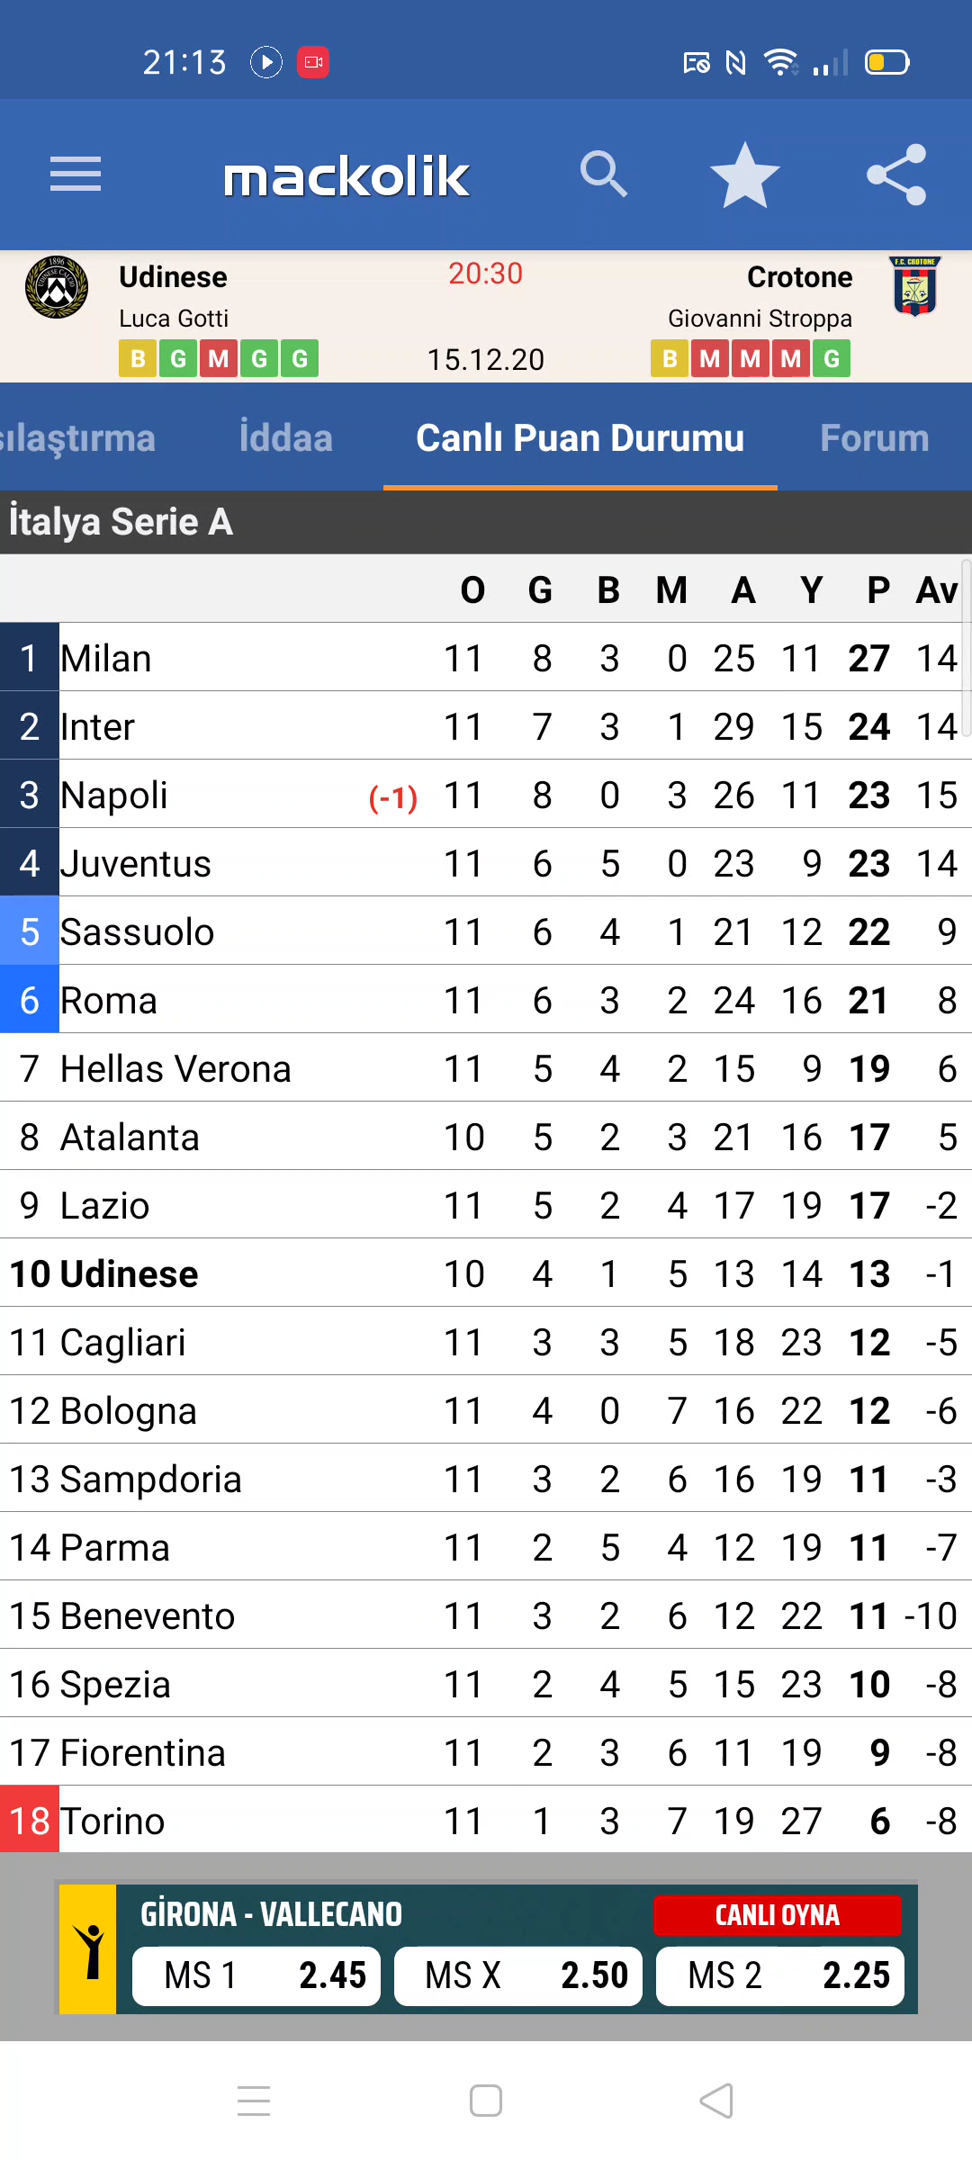 21:13
mackolik
Udinese 20:30 Crotone
Luca Gotti Giovanni Stroppa
B G M G G 15.12.20 B M M M G
sılaştırma İddaa Canlı Puan Durumu Forum
İtalya Serie A
O G B M A Y P Av
1 Milan 11 8 3 0 25 11 27 14
2 Inter 11 7 3 1 29 15 24 14
3 Napoli (-1) 11 8 0 3 26 11 23 15
4 Juventus 11 6 5 0 23 9 23 14
5 Sassuolo 11 6 4 1 21 12 22 9
6 Roma 11 6 3 2 24 16 21 8
7 Hellas Verona 11 5 4 2 15 9 19 6
8 Atalanta 10 5 2 3 21 16 17 5
9 Lazio 11 5 2 4 17 19 17 -2
10 Udinese 10 4 1 5 13 14 13 -1
11 Cagliari 11 3 3 5 18 23 12 -5
12 Bologna 11 4 0 7 16 22 12 -6
13 Sampdoria 11 3 2 6 16 19 11 -3
14 Parma 11 2 5 4 12 19 11 -7
15 Benevento 11 3 2 6 12 22 11 -10
16 Spezia 11 2 4 5 15 23 10 -8
17 Fiorentina 11 2 3 6 11 19 9 -8
18 Torino 11 1 3 7 19 27 6 -8
GİRONA - VALLECANO CANLI OYNA
MS 1 2.45 MS X 2.50 MS 2 2.25